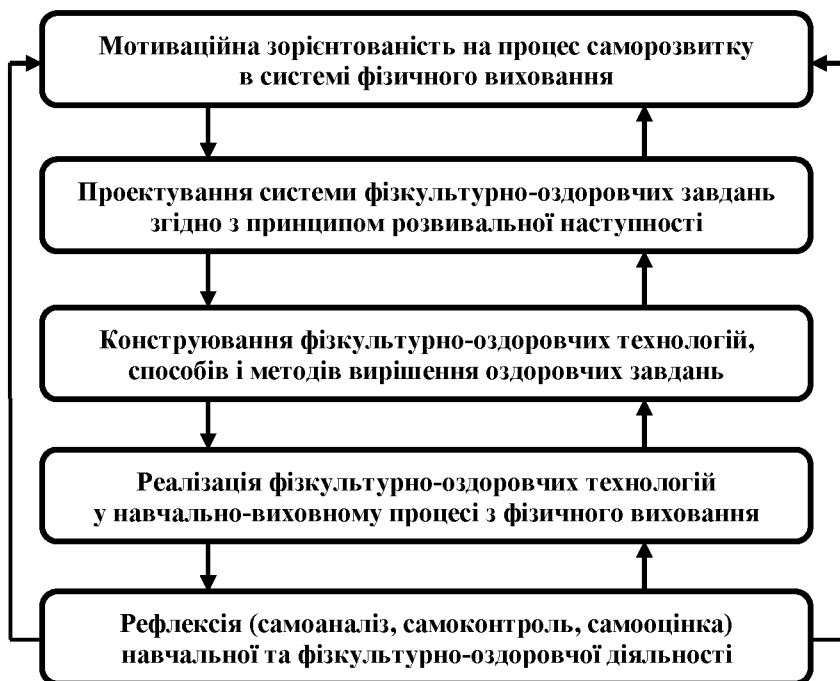 Мотиваційна зорієнтованість на процес саморозвитку
в системі фізичного виховання
Проектування системи фізкультурно-оздоровчих завдань
згідно з принципом розвивальної наступності
Конструювання фізкультурно-оздоровчих технологій,
способів і методів вирішення оздоровчих завдань
Реалізація фізкультурно-оздоровчих технологій
у навчально-виховному процесі з фізичного виховання
Рефлексія (самоаналіз, самоконтроль, самооцінка)
навчальної та фізкультурно-оздоровчої діяльності